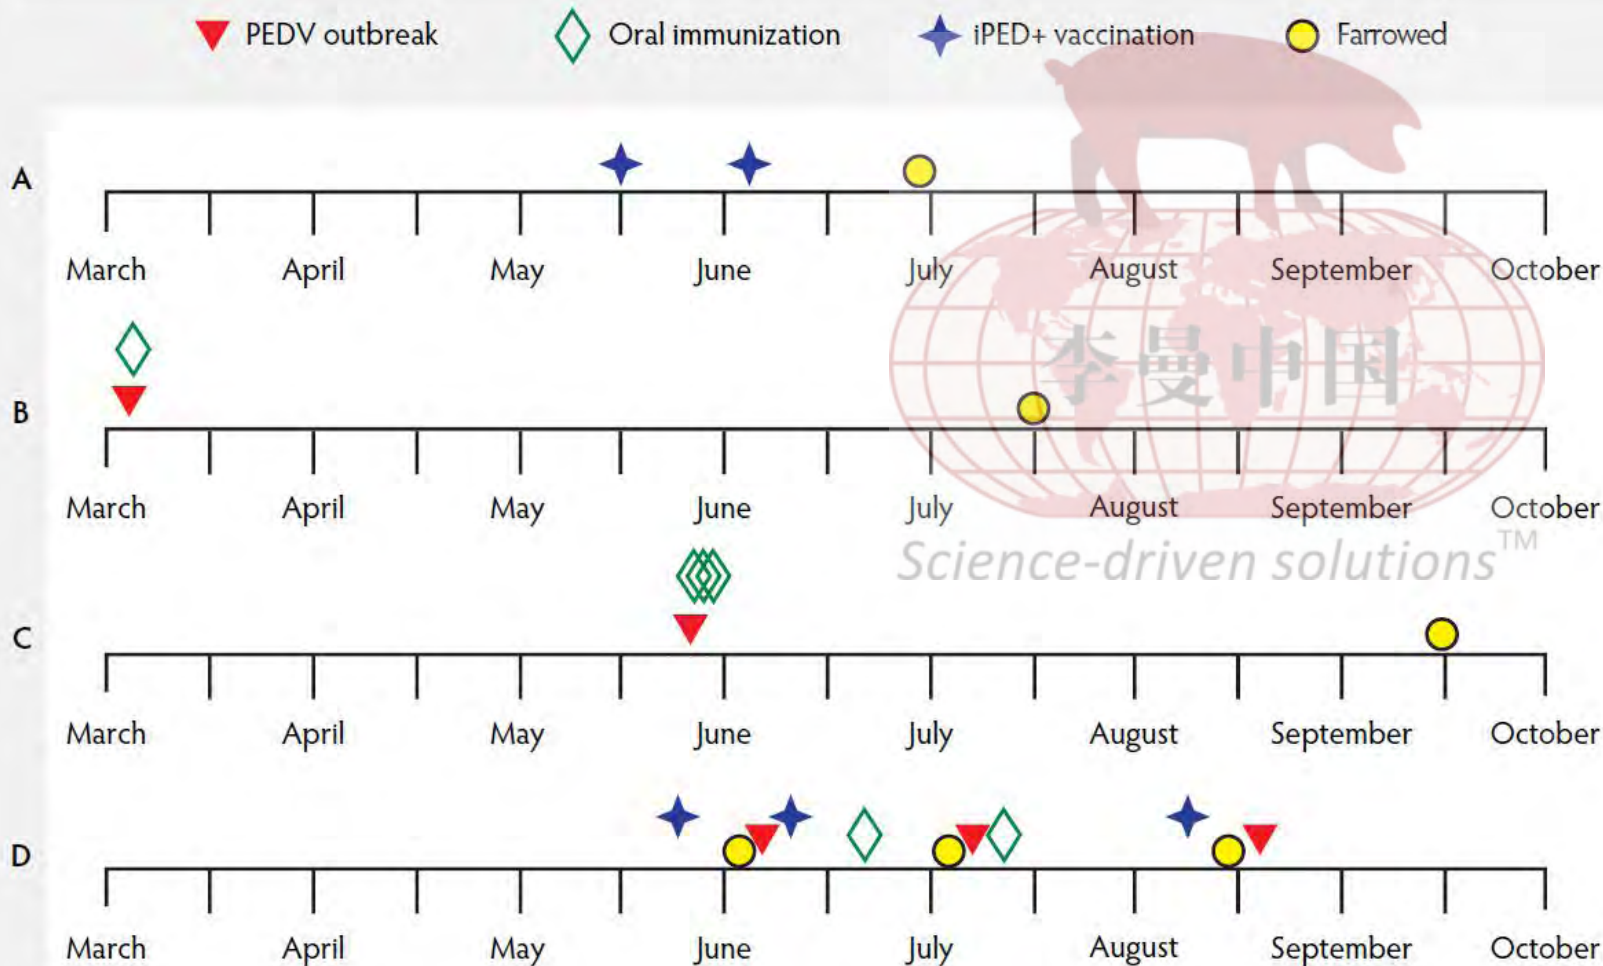 PEDV outbreak Oral immunization iPED+ vaccination Farrowed
A
March April May June July August September October
李曼中国
B
March April May June July August September October
Science-driven solutions™
C
March April May June July August September October
D
March April May June July August September October